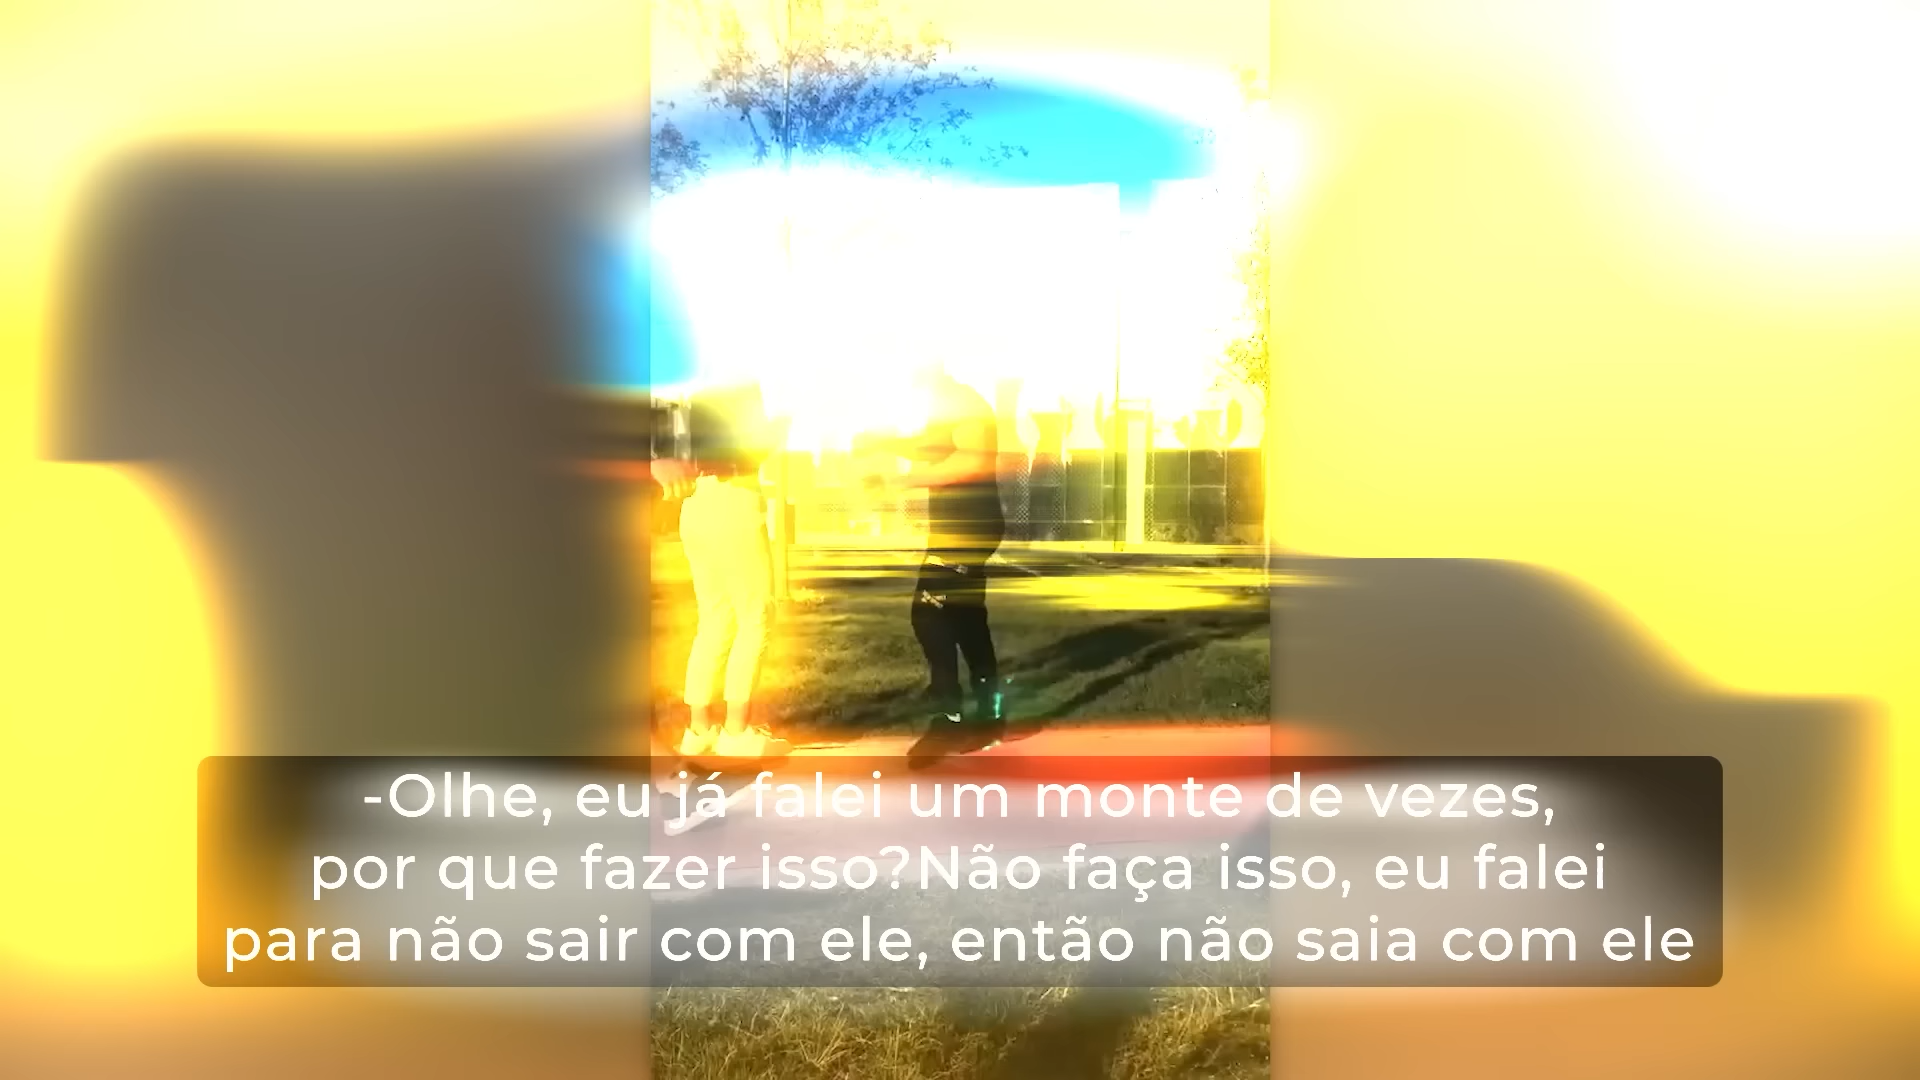 -Olhe, eu já falei um monte de vezes,
por que fazer isso?Não faça isso, eu falei
para não sair com ele, então não saia com ele